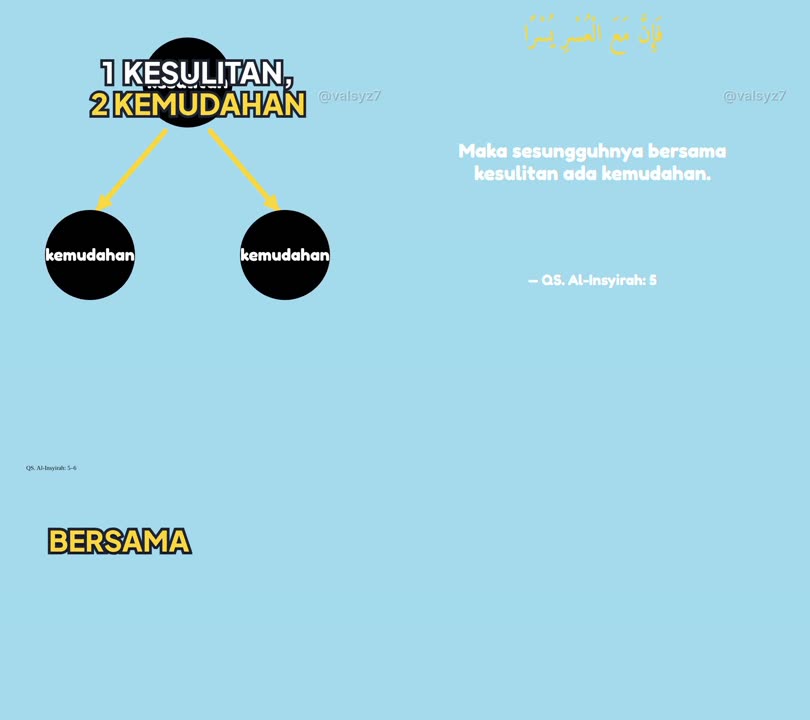 1 KESULITAN,
2 KEMUDAHAN
@valsyz7
kemudahan
kemudahan
QS. Al-Insyirah: 5-6
BERSAMA
فَإِنَّ مَعَ الْعُسْرِ يُسْرًا
@valsyz7
Maka sesungguhnya bersama
kesulitan ada kemudahan.
— QS. Al-Insyirah: 5